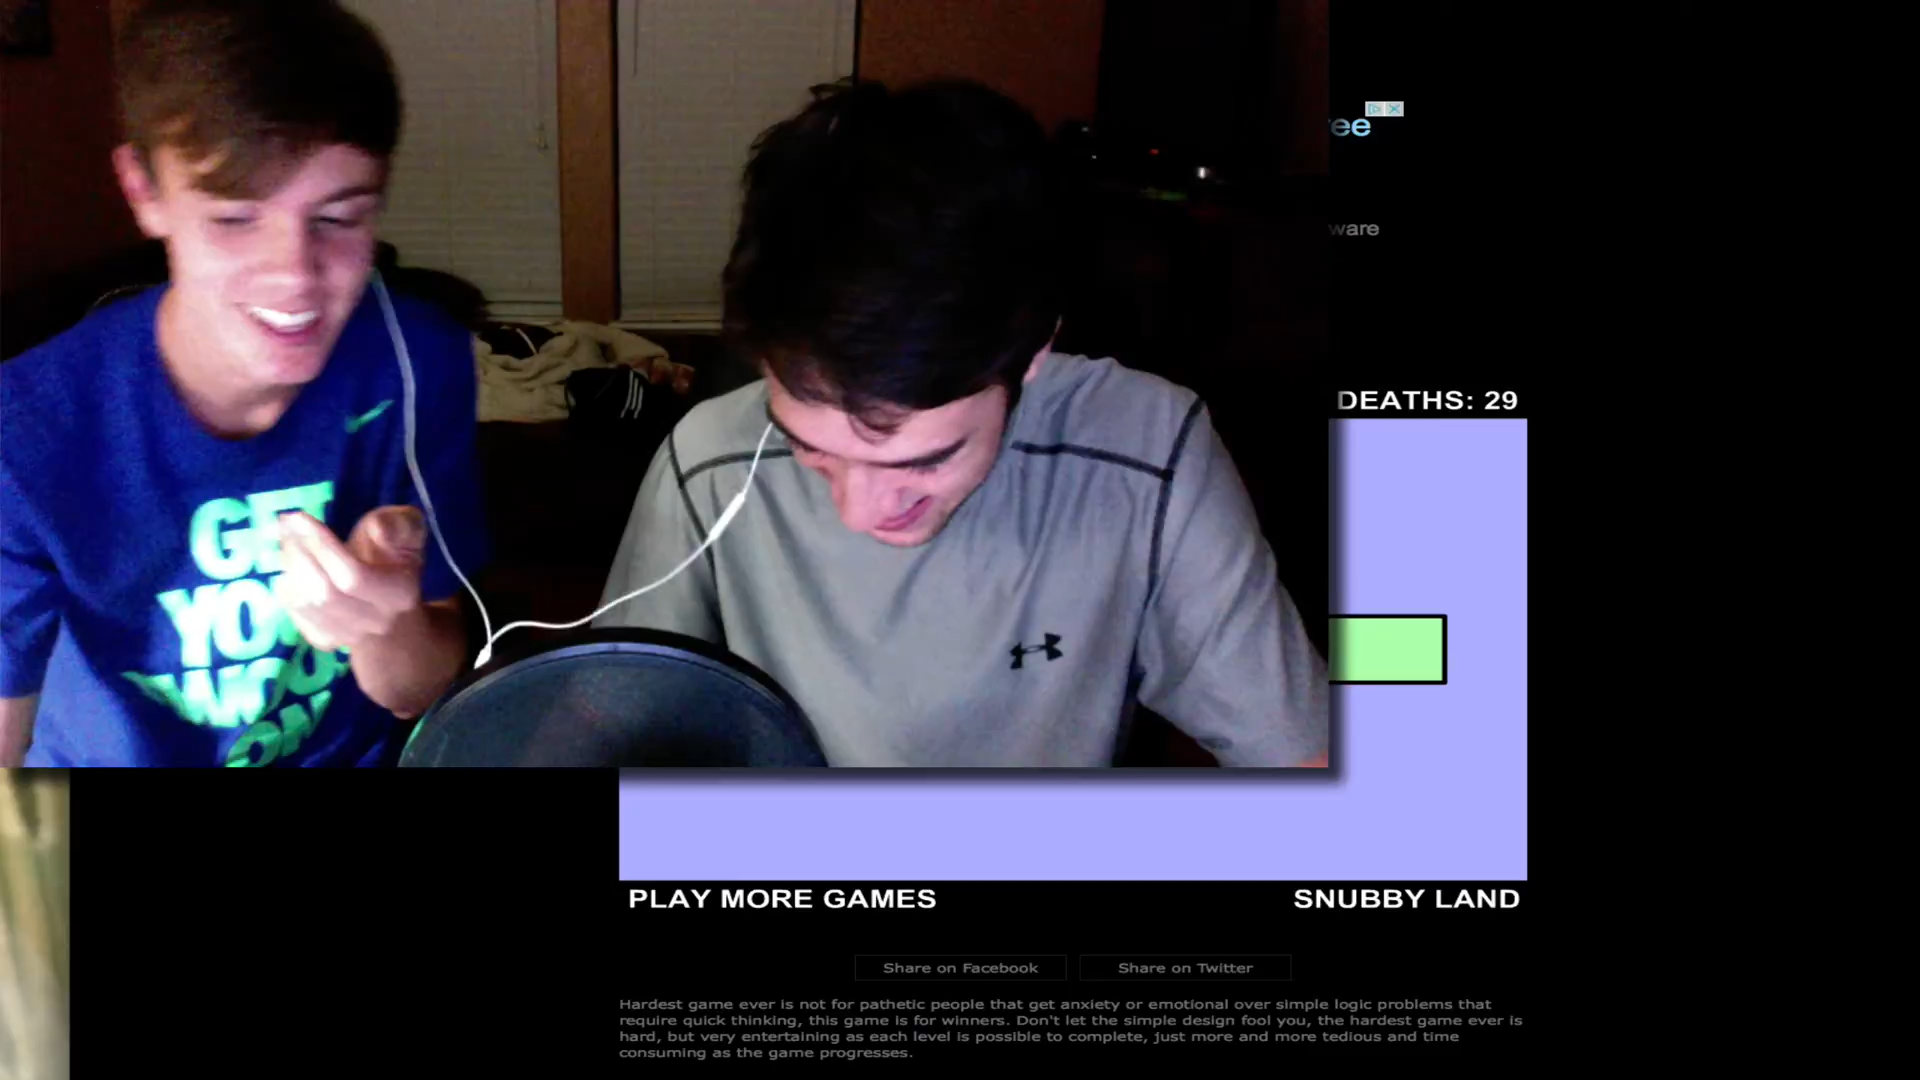 ee
ware
DEATHS: 29
GET
YO
ON
PLAY MORE GAMES
SNUBBY LAND
Share on Facebook
Share on Twitter
Hardest game ever is not for pathetic people that get anxiety or emotional over simple logic problems that
require quick thinking, this game is for winners. Don't let the simple design fool you, the hardest game ever is
hard, but very entertaining as each level is possible to complete, just more and more tedious and time
consuming as the game progresses.